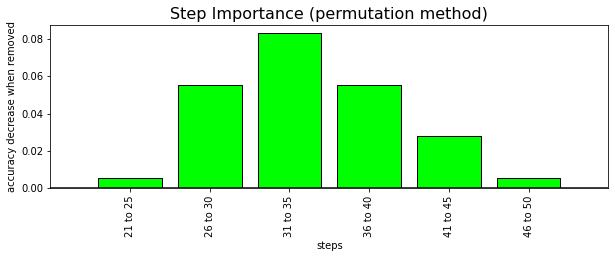 Step Importance (permutation method)
accuracy decrease when removed
0.08
0.06
0.04
0.02
0.00
21 to 25
26 to 30
31 to 35
36 to 40
41 to 45
46 to 50
steps